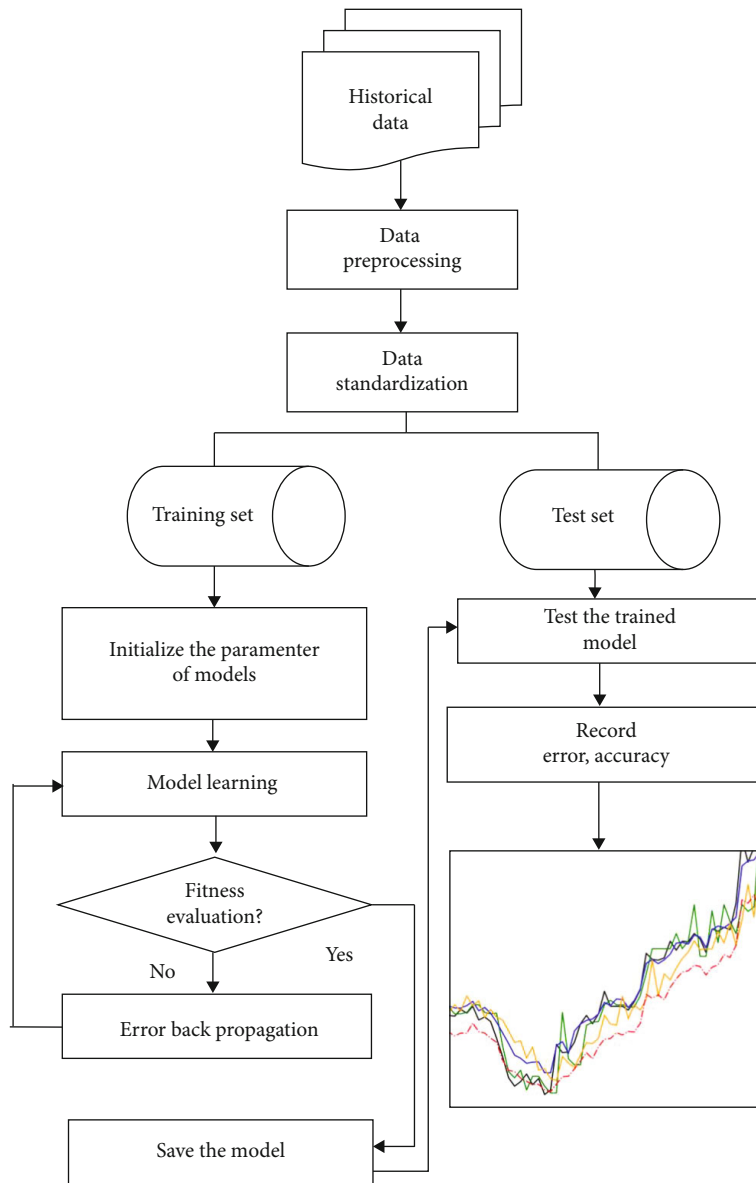 Historical
data
Data
preprocessing
Data
standardization
Training set
Test set
Initialize the paramenter
of models
Test the trained
model
Record
error, accuracy
Model learning
Fitness
evaluation?
Yes
No
Error back propagation
Save the model